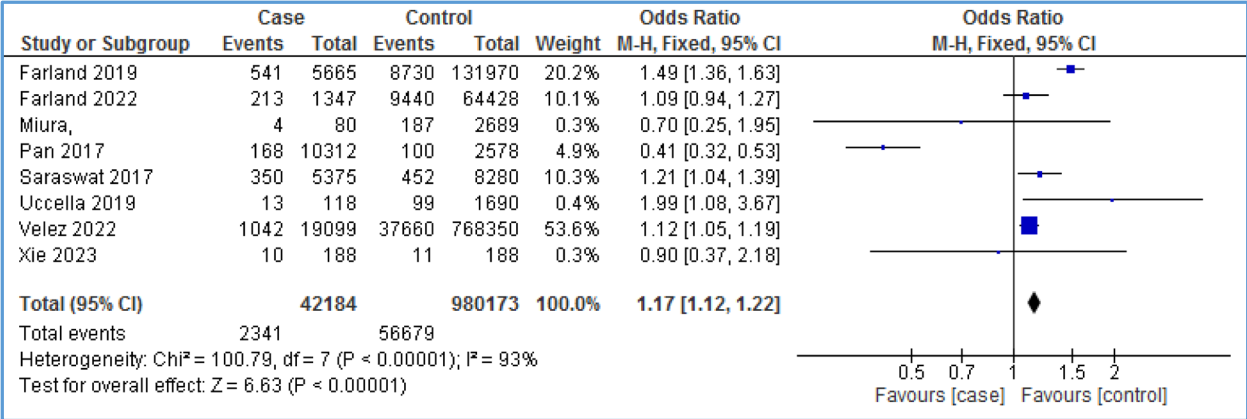 Case Control Odds Ratio Odds Ratio
Study or Subgroup Events Total Events Total Weight M-H, Fixed, 95% CI M-H, Fixed, 95% CI
Farland 2019 541 5665 8730 131970 20.2% 1.49 [1.36, 1.63]
Farland 2022 213 1347 9440 64428 10.1% 1.09 [0.94, 1.27]
Miura, 4 80 187 2689 0.3% 0.70 [0.25, 1.95]
Pan 2017 168 10312 100 2578 4.9% 0.41 [0.32, 0.53]
Saraswat 2017 350 5375 452 8280 10.3% 1.21 [1.04, 1.39]
Uccella 2019 13 118 99 1690 0.4% 1.99 [1.08, 3.67]
Velez 2022 1042 19099 37660 768350 53.6% 1.12 [1.05, 1.19]
Xie 2023 10 188 11 188 0.3% 0.90 [0.37, 2.18]
Total (95% CI) 42184 980173 100.0% 1.17 [1.12, 1.22]
Total events 2341 56679
Heterogeneity: Chi² = 100.79, df = 7 (P < 0.00001); I² = 93%
Test for overall effect: Z = 6.63 (P < 0.00001)
0.5 0.7 1 1.5 2
Favours [case] Favours [control]